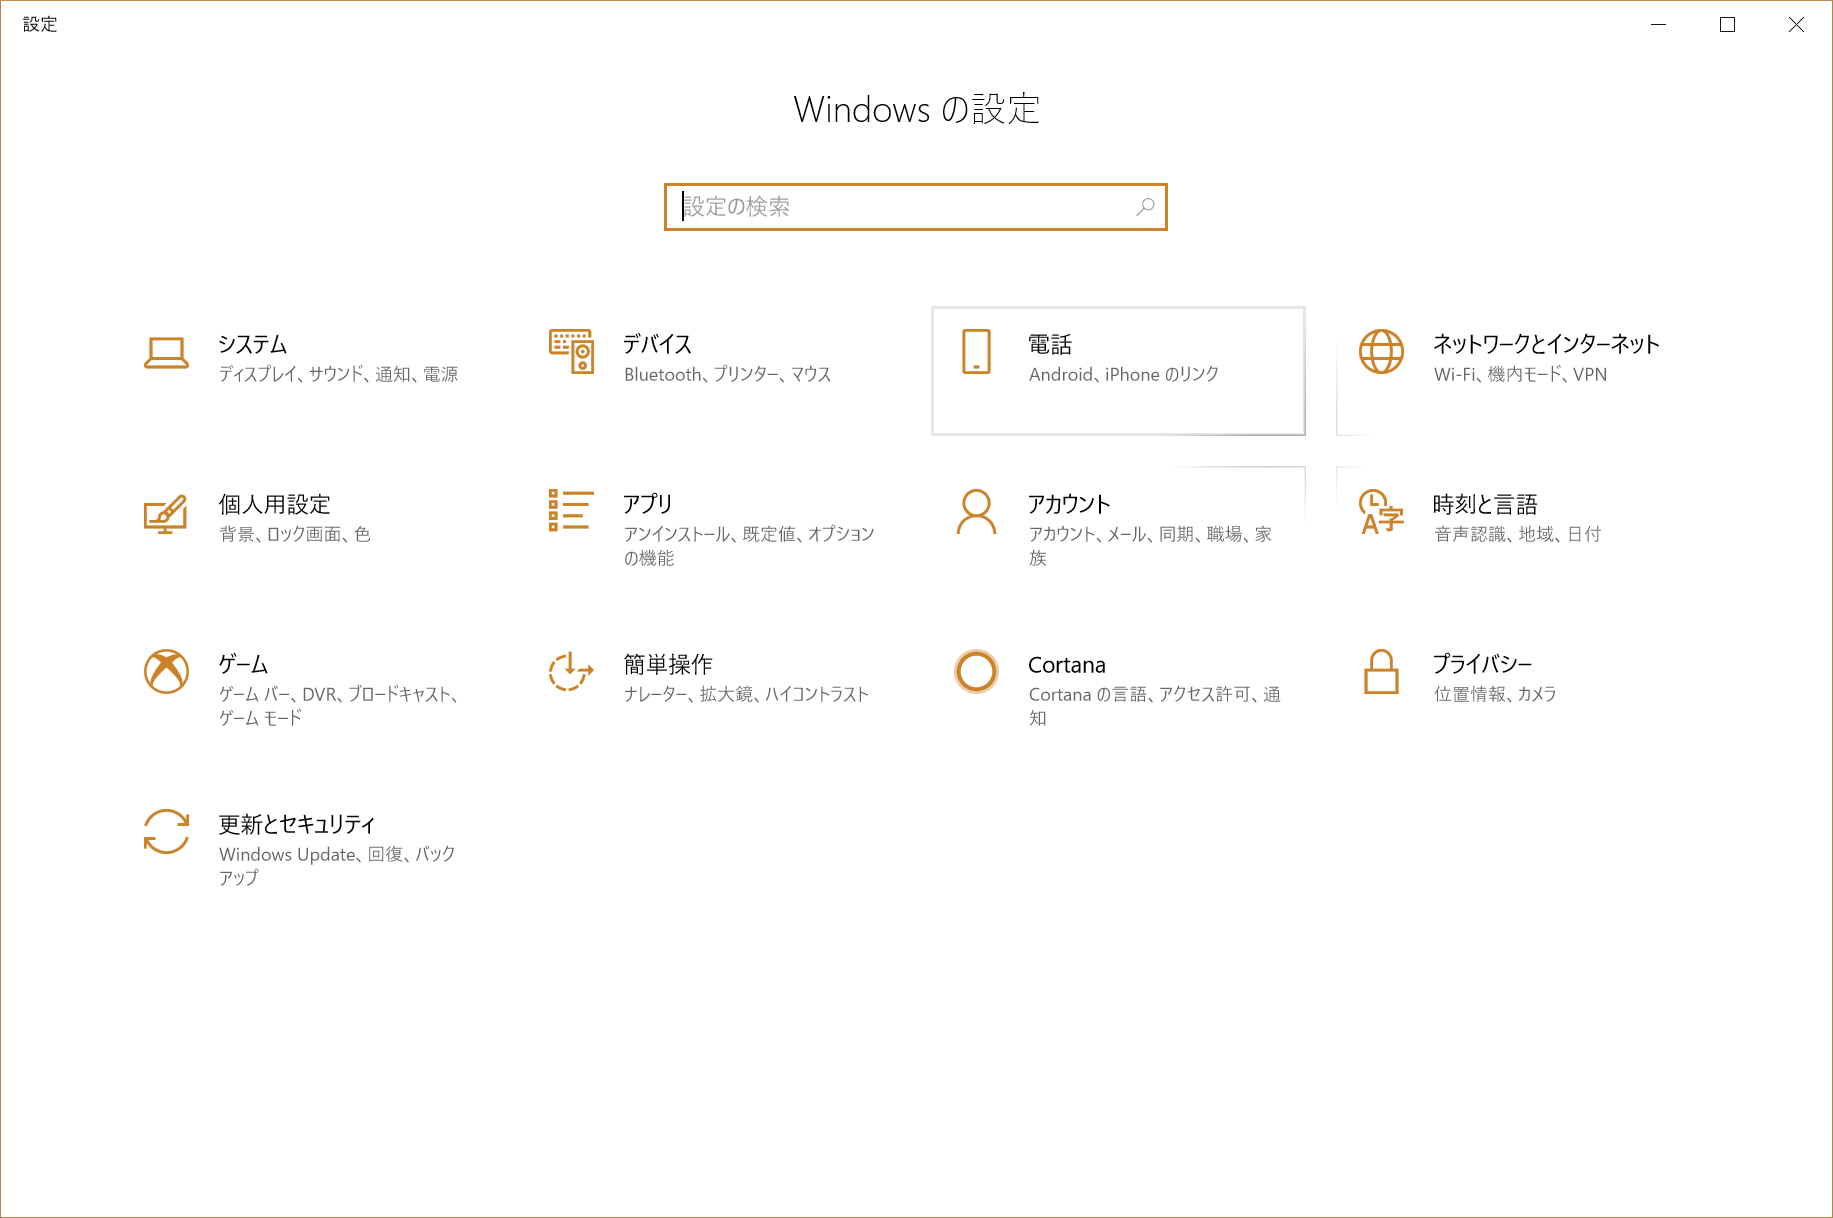 設定
Windows の設定
設定の検索
システム
ディスプレイ、サウンド、通知、電源
デバイス
Bluetooth、プリンター、マウス
電話
Android、iPhone のリンク
ネットワークとインターネット
Wi-Fi、機内モード、VPN
個人用設定
背景、ロック画面、色
アプリ
アンインストール、既定値、オプション
の機能
アカウント
アカウント、メール、同期、職場、家
族
時刻と言語
音声認識、地域、日付
ゲーム
ゲーム バー、DVR、ブロードキャスト、
ゲーム モード
簡単操作
ナレーター、拡大鏡、ハイコントラスト
Cortana
Cortana の言語、アクセス許可、通
知
プライバシー
位置情報、カメラ
更新とセキュリティ
Windows Update、回復、バック
アップ